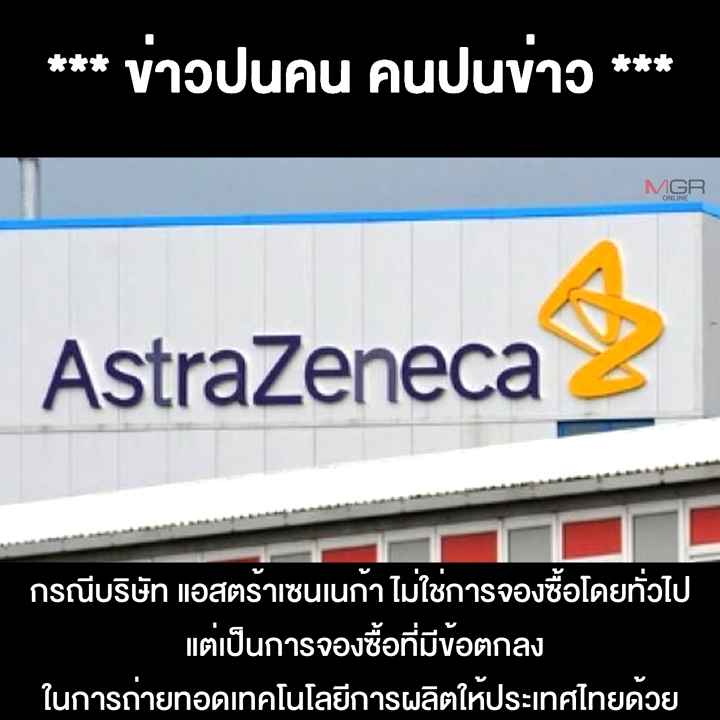 *** ข่าวปนคน คนปนข่าว ***
MGR
ONLINE
AstraZeneca
กรณีบริษัท แอสตร้าเซนเนก้า ไม่ใช่การจองซื้อโดยทั่วไป
แต่เป็นการจองซื้อที่มีข้อตกลง
ในการถ่ายทอดเทคโนโลยีการผลิตให้ประเทศไทยด้วย